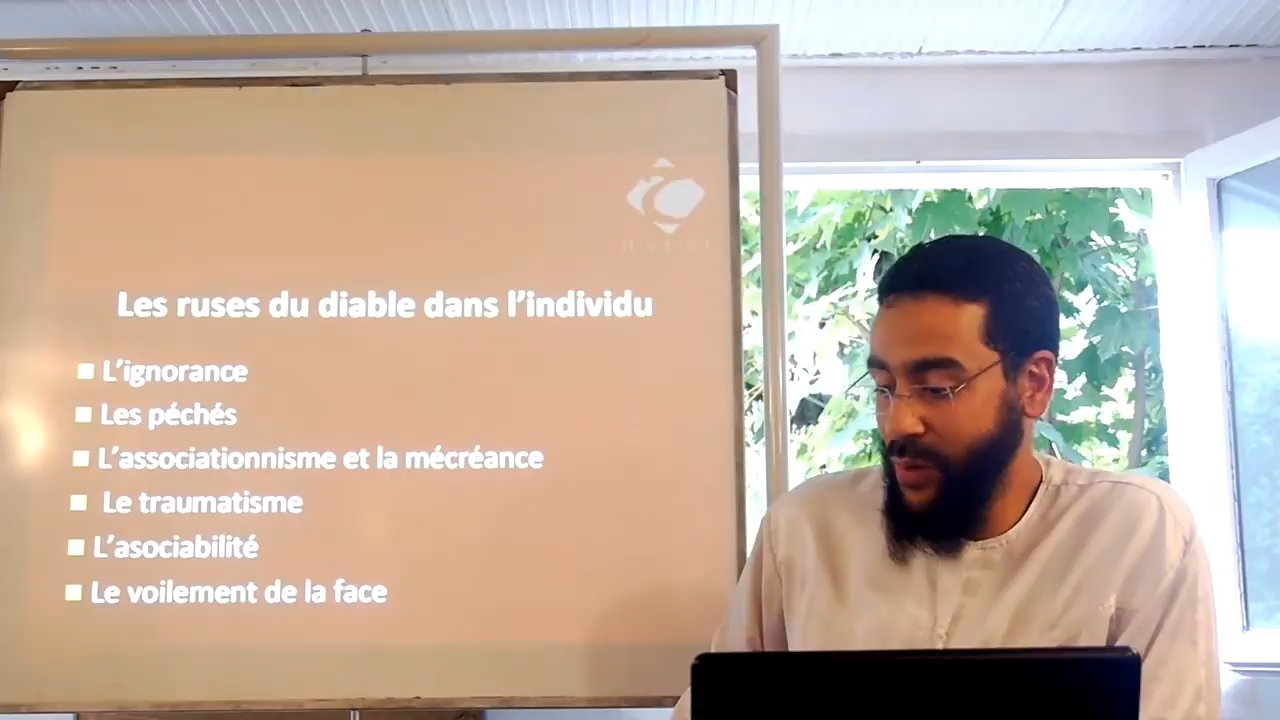 Les ruses du diable dans l'individu
L'ignorance
Les péchés
L'associationnisme et la mécréance
Le traumatisme
L'asociabilité
Le voilement de la face